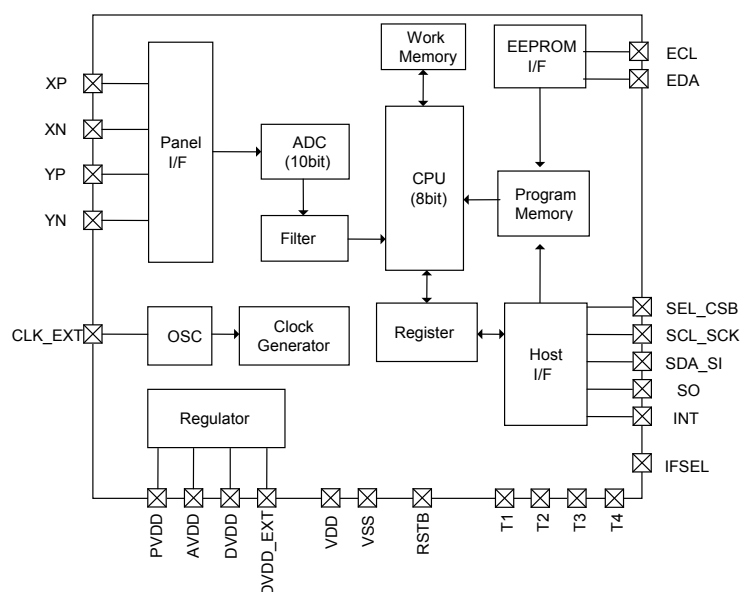 Work
Memory
EEPROM
I/F
ECL
EDA
XP
XN
YP
YN
Panel
I/F
ADC
(10bit)
CPU
(8bit)
Program
Memory
Filter
CLK_EXT
OSC
Clock
Generator
Register
Host
I/F
SEL_CSB
SCL_SCK
SDA_SI
SO
INT
IFSEL
Regulator
PVDD
AVDD
DVDD
DVDD_EXT
VDD
VSS
RSTB
T1
T2
T3
T4